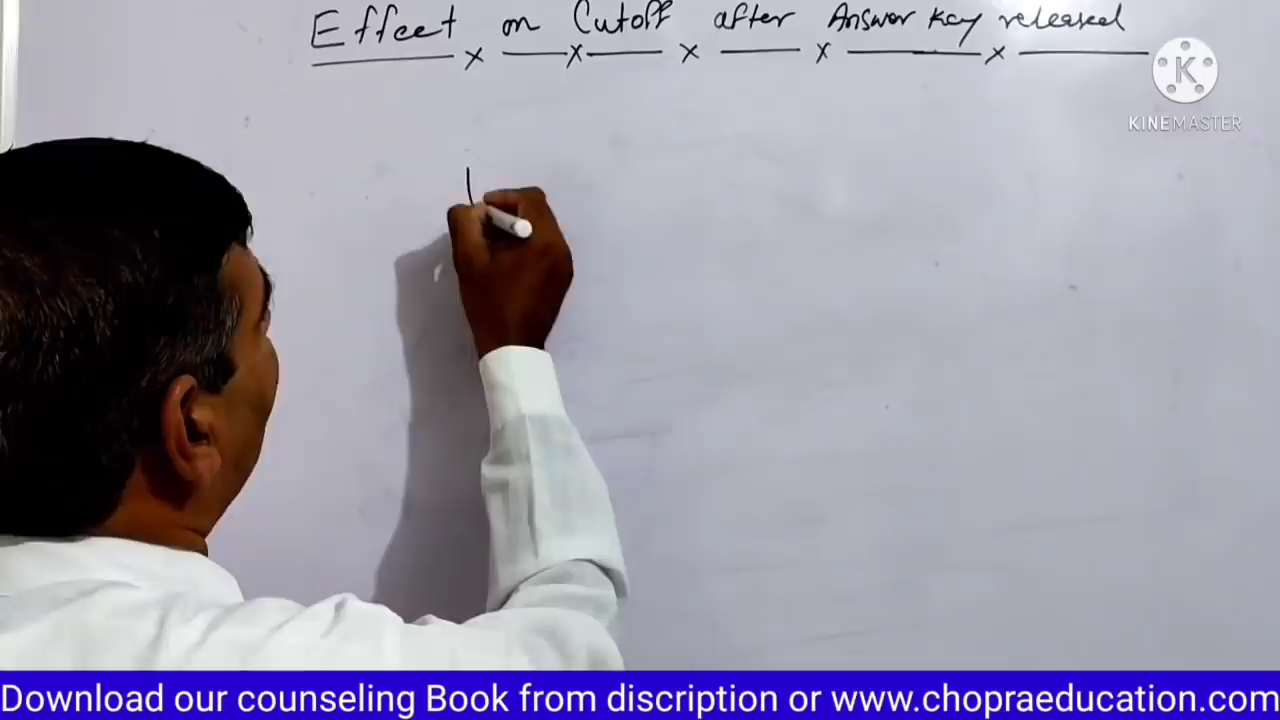 Effect on Cutoff after Answer Key released
K
KINEMASTER
Download our counseling Book from discription or www.chopraeducation.com